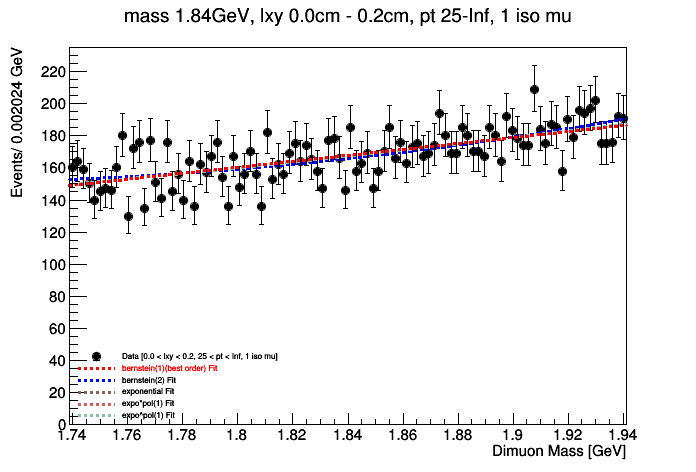 mass 1.84GeV, lxy 0.0cm - 0.2cm, pt 25-Inf, 1 iso mu
Events/ 0.002024 GeV
220
200
180
160
140
120
100
80
60
40
20
0
Data [0.0 < lxy < 0.2, 25 < pt < Inf, 1 iso mu]
bernstein(1)(best order) Fit
bernstein(2) Fit
exponential Fit
expo*pol(1) Fit
expo^pol(1) Fit
1.74 1.76 1.78 1.8 1.82 1.84 1.86 1.88 1.9 1.92 1.94
Dimuon Mass [GeV]